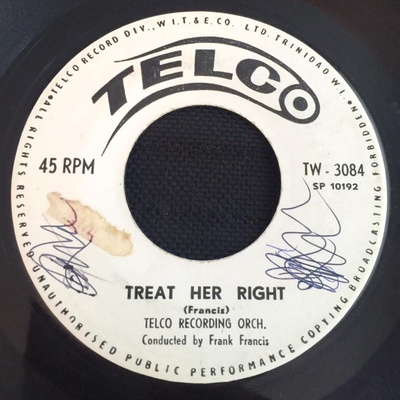 •TELCO RECORD DIV., W.I.T.& E.CO. LTD. TRINIDAD W.I.•
TELCO
45 RPM
TW - 3084
SP 10192
TREAT HER RIGHT
(Francis)
TELCO RECORDING ORCH.
Conducted by Frank Francis
ALL RIGHTS RESERVED UNAUTHORISED PUBLIC PERFORMANCE COPTING BROADCASTING FORBIDDEN